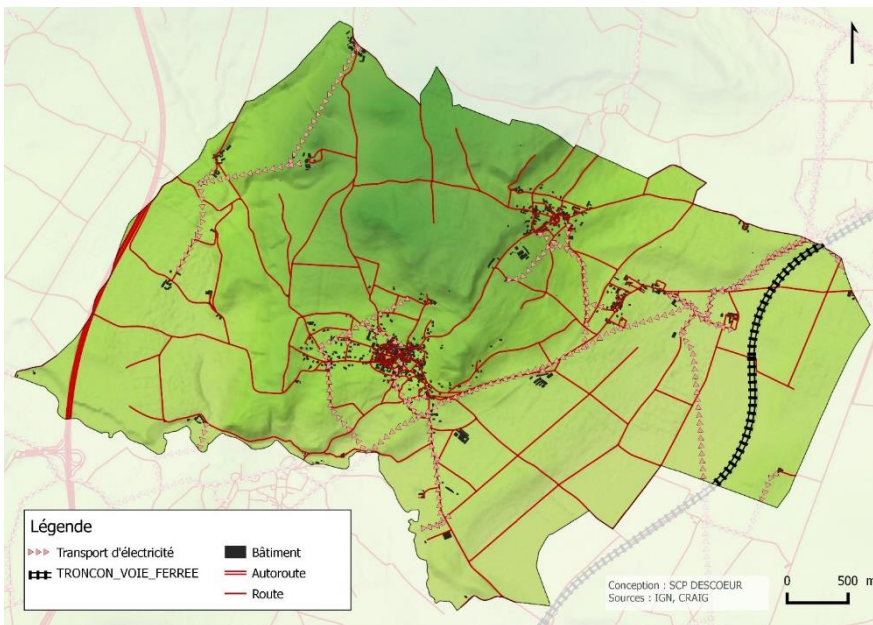 Légende
Transport d'électricité
TRONCON_VOIE_FERREE
Bâtiment
Autoroute
Route
Conception : SCP DESCOEUR
Sources : IGN, CRAIG
0 500 m